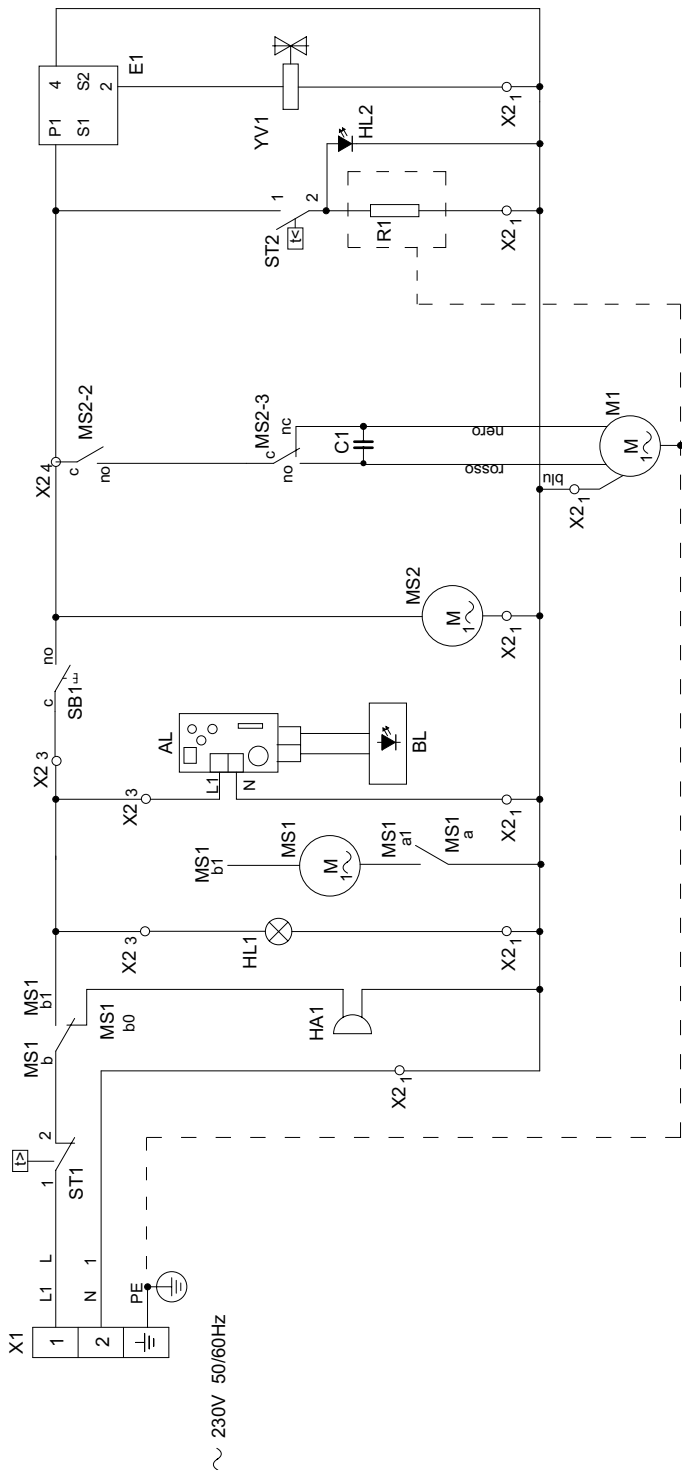 X1
1
2
L1 L
N 1
PE
~ 230V 50/60Hz
t>
1 2
ST1
MS1
b
MS1
b1
MS1
b0
HA1
X2 1
X2 3
HL1
X2 1
MS1
b1
MS1
M
1~
MS1
a1
MS1
a
X2 3
X2 3
AL
L1
N
BL
X2 1
c no
SB1
MS2
M
1~
X2 1
X2 4
c
MS2-2
no
MS2-3
c
no
nc
C1
rosso
nero
blu
X2 1
M1
M
1~
ST2
t<
1
2
HL2
R1
X2 1
P1 4
S1 S2
2
E1
YV1
X2 1